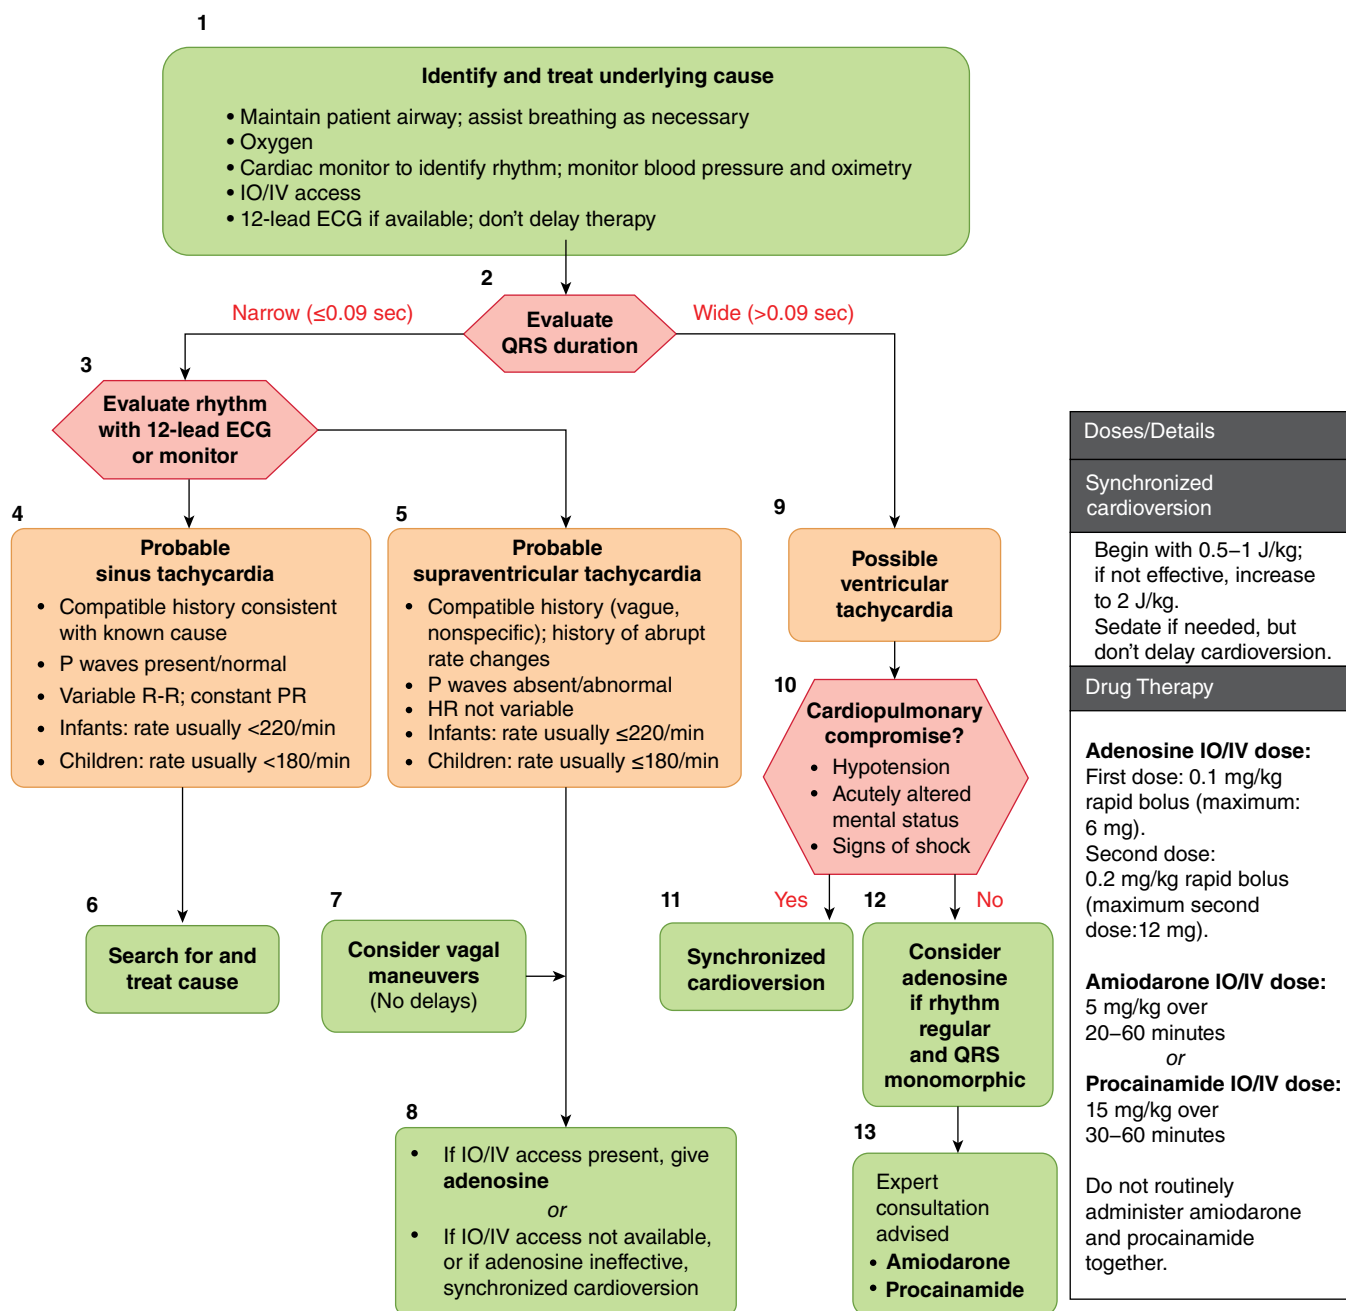 1
Identify and treat underlying cause
• Maintain patient airway; assist breathing as necessary
• Oxygen
• Cardiac monitor to identify rhythm; monitor blood pressure and oximetry
• IO/IV access
• 12-lead ECG if available; don't delay therapy
2
Narrow (≤0.09 sec)
Wide (>0.09 sec)
Evaluate
QRS duration
3
Evaluate rhythm
with 12-lead ECG
or monitor
4
Probable
sinus tachycardia
• Compatible history consistent
with known cause
• P waves present/normal
• Variable R-R; constant PR
• Infants: rate usually <220/min
• Children: rate usually <180/min
5
Probable
supraventricular tachycardia
• Compatible history (vague,
nonspecific); history of abrupt
rate changes
• P waves absent/abnormal
• HR not variable
• Infants: rate usually ≤220/min
• Children: rate usually ≤180/min
9
Possible
ventricular
tachycardia
10
Cardiopulmonary
compromise?
• Hypotension
• Acutely altered
mental status
• Signs of shock
6
Search for and
treat cause
7
Consider vagal
maneuvers
(No delays)
11
Yes
Synchronized
cardioversion
12
No
Consider
adenosine
if rhythm
regular
and QRS
monomorphic
8
• If IO/IV access present, give
adenosine
or
• If IO/IV access not available,
or if adenosine ineffective,
synchronized cardioversion
13
Expert
consultation
advised
• Amiodarone
• Procainamide
Doses/Details
Synchronized
cardioversion
Begin with 0.5–1 J/kg;
if not effective, increase
to 2 J/kg.
Sedate if needed, but
don't delay cardioversion.
Drug Therapy
Adenosine IO/IV dose:
First dose: 0.1 mg/kg
rapid bolus (maximum:
6 mg).
Second dose:
0.2 mg/kg rapid bolus
(maximum second
dose:12 mg).
Amiodarone IO/IV dose:
5 mg/kg over
20–60 minutes
or
Procainamide IO/IV dose:
15 mg/kg over
30–60 minutes
Do not routinely
administer amiodarone
and procainamide
together.